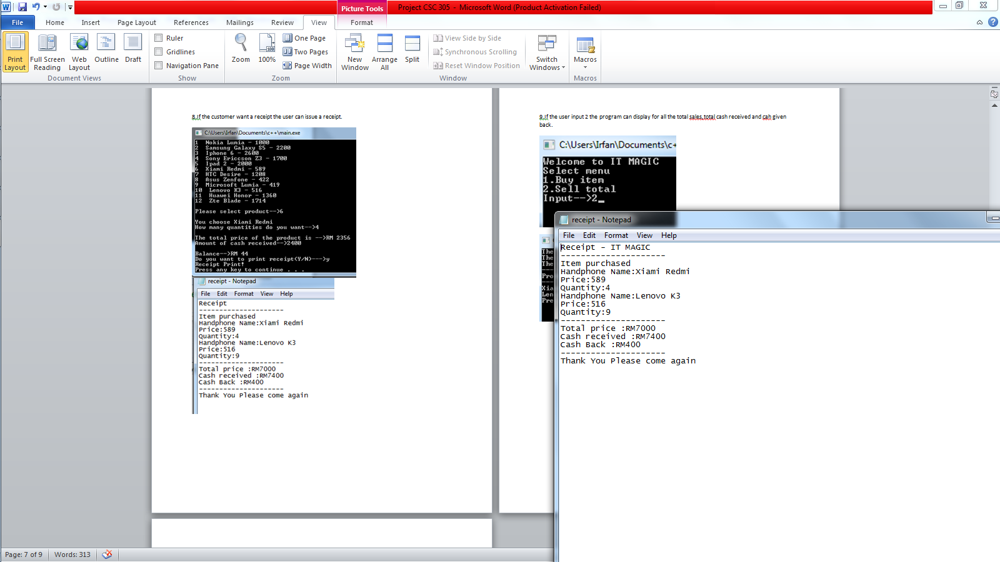 Picture Tools
Project CSC 305 - Microsoft Word (Product Activation Failed)
File Home Insert Page Layout References Mailings Review View Format
Print Layout
Full Screen Reading
Web Layout
Outline
Draft
Document Views
Ruler
Gridlines
Navigation Pane
Show
Zoom
100%
One Page
Two Pages
Page Width
Zoom
New Window
Arrange All
Split
View Side by Side
Synchronous Scrolling
Reset Window Position
Window
Switch Windows
Macros
Macros
8.If the customer want a receipt the user can issue a receipt.
C:\Users\Irfan\Documents\c++\main.exe
1 Nokia Lumia - 1000
2 Samsung Galaxy S5 - 2200
3 Iphone 6 - 2600
4 Sony Ericcson Z3 - 1700
5 Ipad 2 - 2000
6 Xiami Redmi - 589
7 HTC Desire - 1208
8 Asus Zenfone - 422
9 Microsoft Lumia - 419
10 Lenovo K3 - 516
11 Huawei Honor - 1360
12 Zte Blade - 1714
Please select product-->6
You choose Xiami Redmi
How many quantities do you want-->4
The total price of the product is -->RM 2356
Amount of cash received-->2400
Balance-->RM 44
Do you want to print receipt(Y/N)--->y
Receipt Print!
Press any key to continue . . .
receipt - Notepad
File Edit Format View Help
Receipt
---------------------
Item purchased
Handphone Name:Xiami Redmi
Price:589
Quantity:4
Handphone Name:Lenovo K3
Price:516
Quantity:9
---------------------
Total price :RM7000
Cash received :RM7400
Cash Back :RM400
---------------------
Thank You Please come again
9.If the user input 2 the program can display for all the total sales,total cash received and cah given
back.
C:\Users\Irfan\Documents\c+
Welcome to IT MAGIC
Select menu
1.Buy item
2.Sell total
Input-->2_
The
The
The
---
Pro
---
Xia
Len
Pre
receipt - Notepad
File Edit Format View Help
Receipt - IT MAGIC
---------------------
Item purchased
Handphone Name:Xiami Redmi
Price:589
Quantity:4
Handphone Name:Lenovo K3
Price:516
Quantity:9
---------------------
Total price :RM7000
Cash received :RM7400
Cash Back :RM400
---------------------
Thank You Please come again
Page: 7 of 9
Words: 313